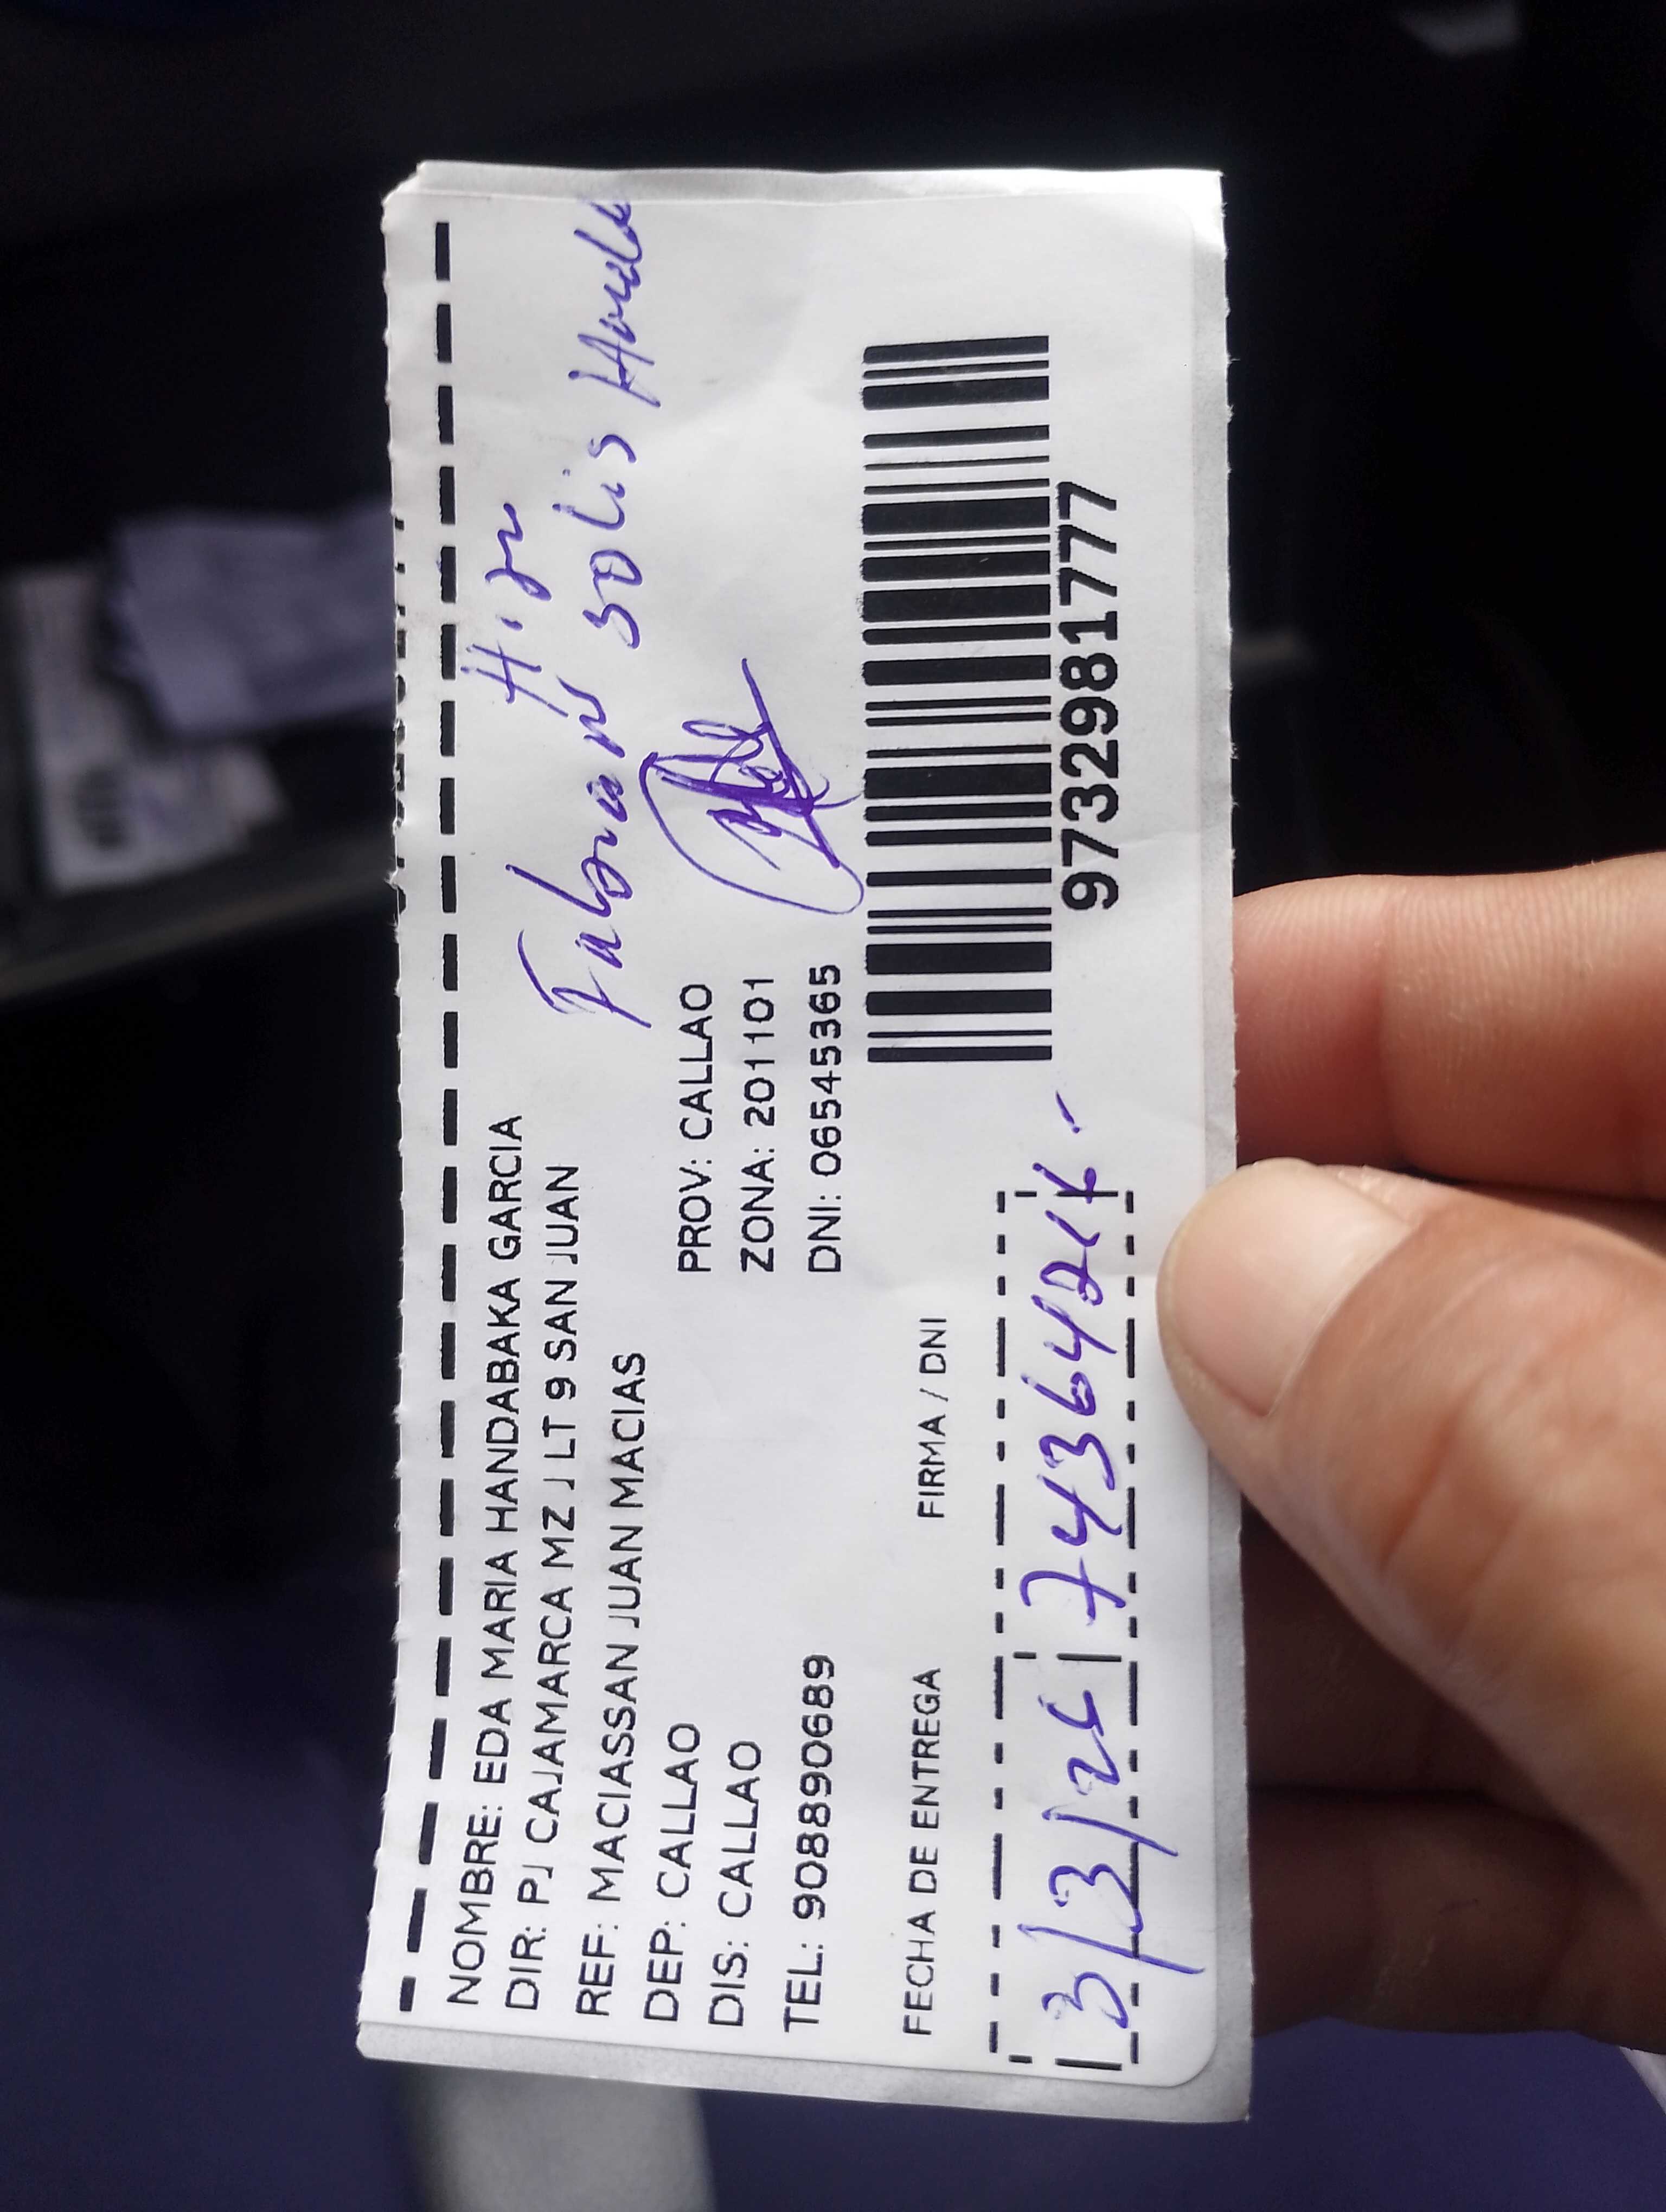 NOMBRE: EDA MARIA HANDABAKA GARCIA
DIR: PJ CAJAMARCA MZ J LT 9 SAN JUAN
REF: MACIASSAN JUAN MACIAS
DEP: CALLAO PROV: CALLAO
DIS: CALLAO ZONA: 201101
TEL: 908890689 DNI: 06545365
Hijo
Fabian Solis
FECHA DE ENTREGA FIRMA / DNI
3/3/26
9732981777